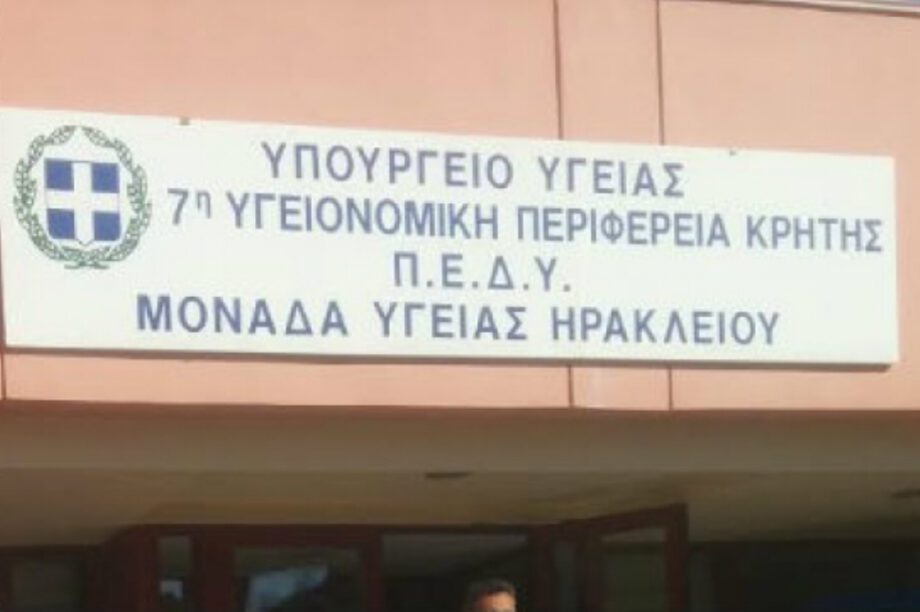 ΥΠΟΥΡΓΕΙΟ ΥΓΕΙΑΣ
7η ΥΓΕΙΟΝΟΜΙΚΗ ΠΕΡΙΦΕΡΕΙΑ ΚΡΗΤΗΣ
Π.Ε.Δ.Υ.
ΜΟΝΑΔΑ ΥΓΕΙΑΣ ΗΡΑΚΛΕΙΟΥ